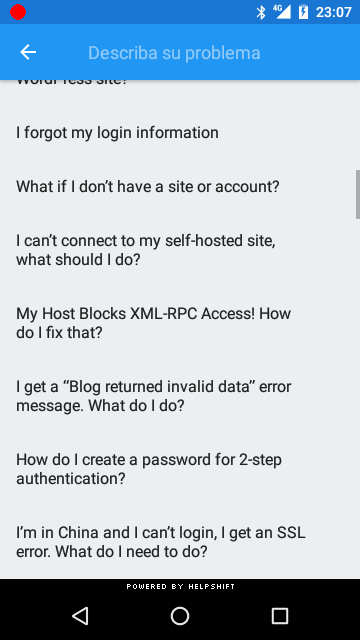 4G 23:07
Describa su problema
WordPress site?
I forgot my login information
What if I don't have a site or account?
I can't connect to my self-hosted site,
what should I do?
My Host Blocks XML-RPC Access! How
do I fix that?
I get a “Blog returned invalid data” error
message. What do I do?
How do I create a password for 2-step
authentication?
I'm in China and I can't login, I get an SSL
error. What do I need to do?
POWERED BY HELPSHIFT